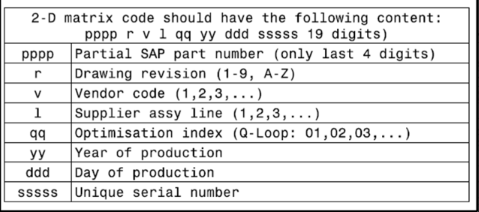 2-D matrix code should have the following content:
pppp r v l qq yy ddd sssss 19 digits)
pppp Partial SAP part number (only last 4 digits)
r Drawing revision (1-9, A-Z)
v Vendor code (1,2,3,...)
l Supplier assy line (1,2,3,...)
qq Optimisation index (Q-Loop: 01,02,03,...)
yy Year of production
ddd Day of production
sssss Unique serial number